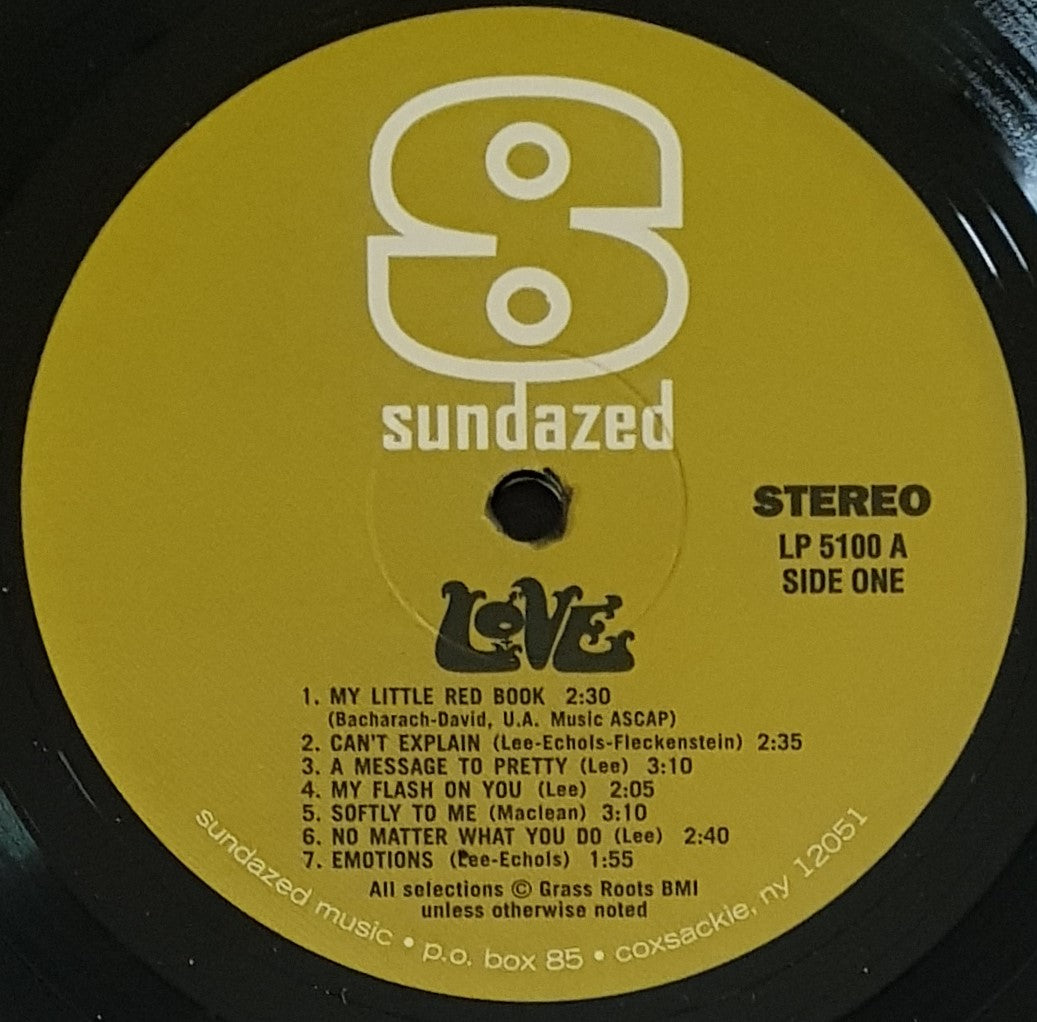 sundazed
STEREO
LP 5100 A
SIDE ONE
LOVE
1. MY LITTLE RED BOOK 2:30
(Bacharach-David, U.A. Music ASCAP)
2. CAN'T EXPLAIN (Lee-Echols-Fleckenstein) 2:35
3. A MESSAGE TO PRETTY (Lee) 3:10
4. MY FLASH ON YOU (Lee) 2:05
5. SOFTLY TO ME (Maclean) 3:10
6. NO MATTER WHAT YOU DO (Lee) 2:40
7. EMOTIONS (Lee-Echols) 1:55
All selections © Grass Roots BMI
unless otherwise noted
sundazed music • p.o. box 85 • coxsackie, ny 12051